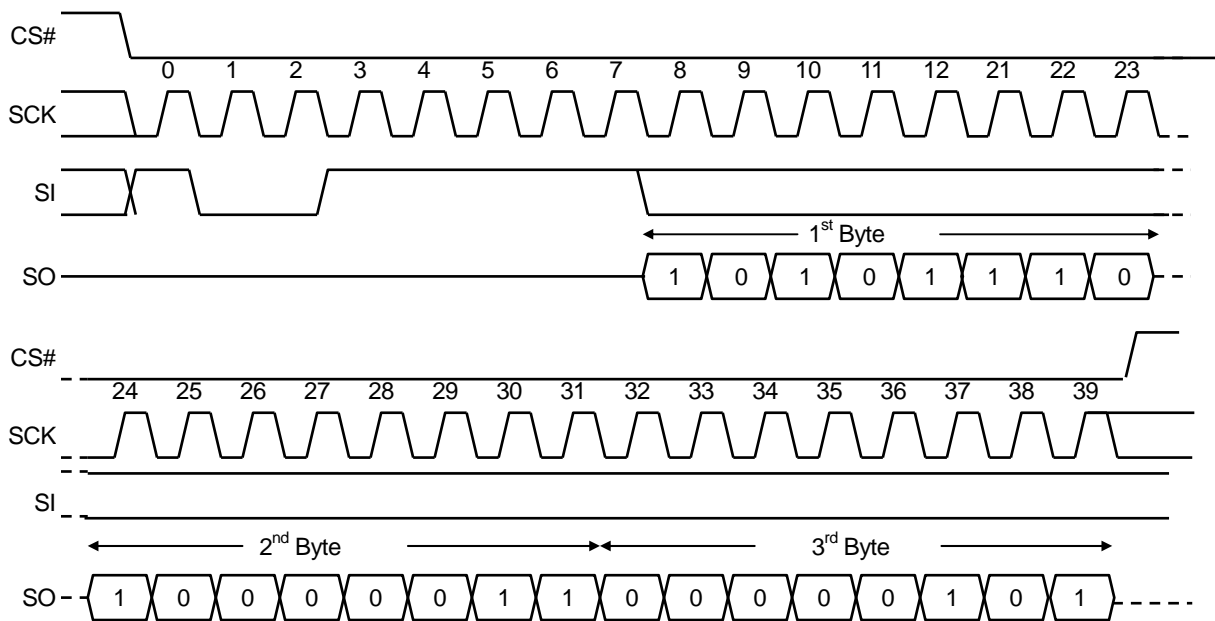 CS#
0 1 2 3 4 5 6 7 8 9 10 11 12 21 22 23
SCK
SI
1st Byte
SO 1 0 1 0 1 1 1 0
CS#
24 25 26 27 28 29 30 31 32 33 34 35 36 37 38 39
SCK
SI
2nd Byte 3rd Byte
SO 1 0 0 0 0 0 1 1 0 0 0 0 0 1 0 1